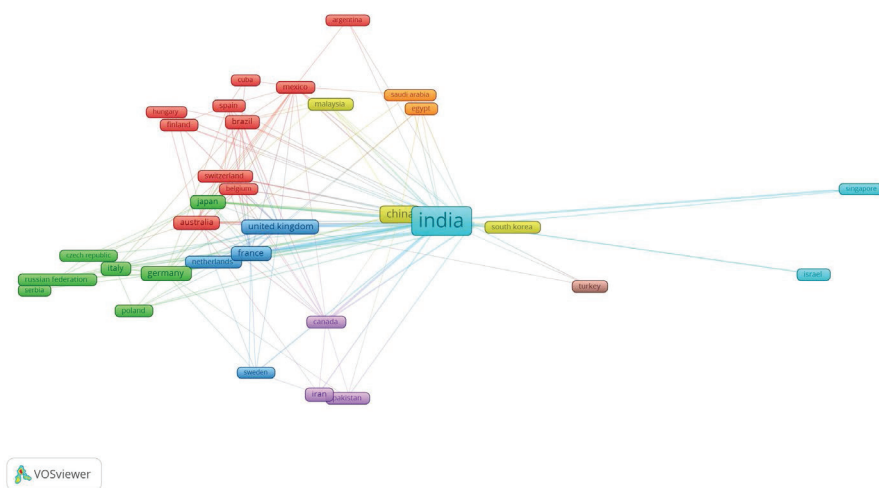 argentina
cuba
mexico
saudi arabia
malaysia
spain
egypt
hungary
brazil
finland
switzerland
belgium
singapore
japan
china
india
australia
united kingdom
south korea
france
czech republic
netherlands
italy
germany
israel
russian federation
turkey
serbia
poland
canada
sweden
iran
pakistan
VOSviewer